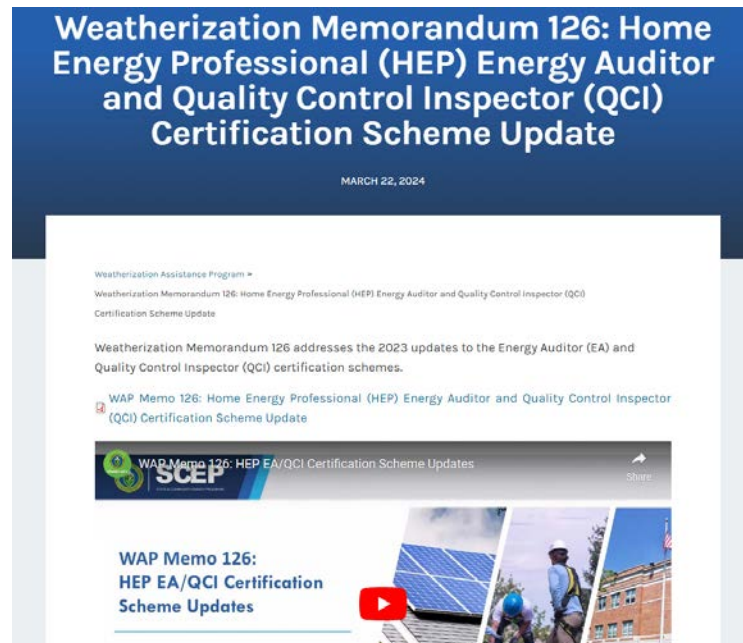 Weatherization Memorandum 126: Home
Energy Professional (HEP) Energy Auditor
and Quality Control Inspector (QCI)
Certification Scheme Update
MARCH 22, 2024
Weatherization Assistance Program »
Weatherization Memorandum 126: Home Energy Professional (HEP) Energy Auditor and Quality Control Inspector (QCI)
Certification Scheme Update
Weatherization Memorandum 126 addresses the 2023 updates to the Energy Auditor (EA) and
Quality Control Inspector (QCI) certification schemes.
WAP Memo 126: Home Energy Professional (HEP) Energy Auditor and Quality Control Inspector
(QCI) Certification Scheme Update
WAP Memo 126: HEP EA/QCI Certification Scheme Updates
Share
SCEP
WAP Memo 126:
HEP EA/QCI Certification
Scheme Updates